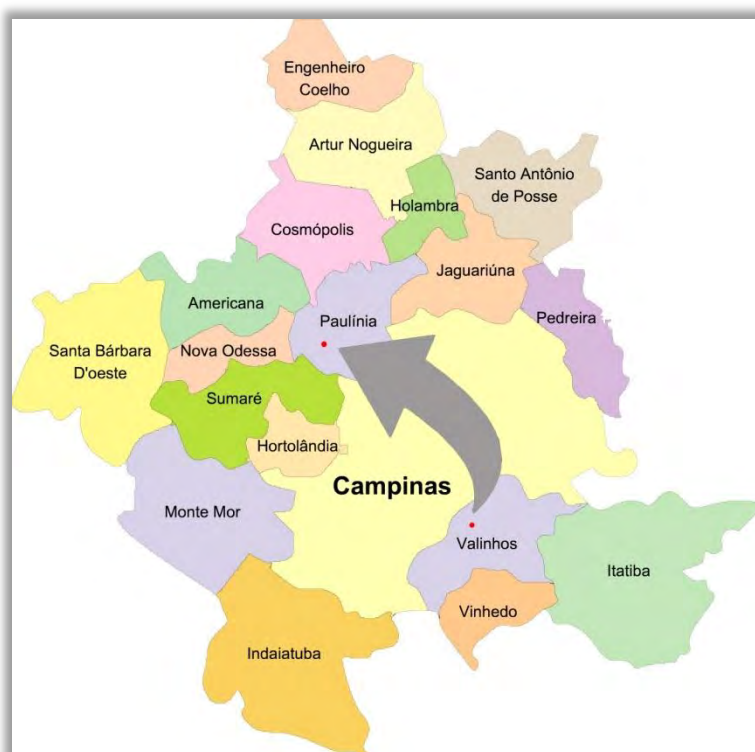 Engenheiro
Coelho
Artur Nogueira
Santo Antônio
de Posse
Holambra
Cosmópolis
Jaguariúna
Americana
Paulínia
Pedreira
Santa Bárbara
D'oeste
Nova Odessa
Sumaré
Hortolândia
Campinas
Monte Mor
Valinhos
Itatiba
Vinhedo
Indaiatuba